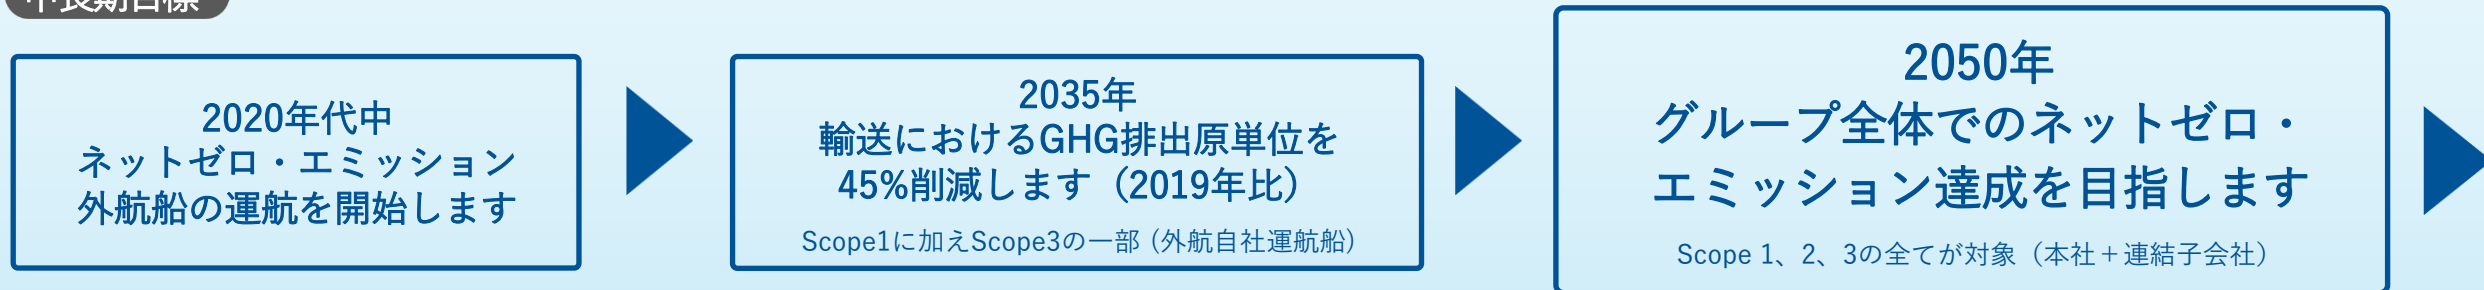 中長期目標
2020年代中
ネットゼロ・エミッション
外航船の運航を開始します
2035年
輸送におけるGHG排出原単位を
45%削減します（2019年比）
Scope1に加えScope3の一部（外航自社運航船）
2050年
グループ全体でのネットゼロ・
エミッション達成を目指します
Scope 1、2、3の全てが対象（本社＋連結子会社）